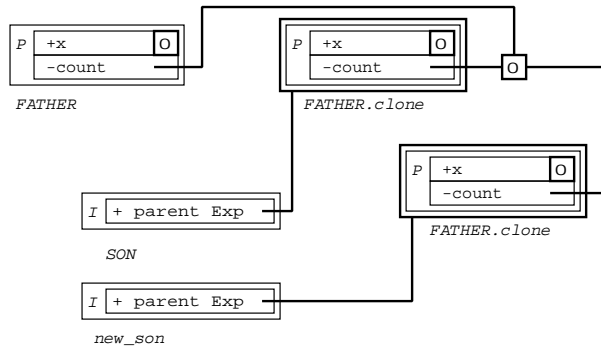 P +x O
-count
FATHER
P +x O
-count
FATHER.clone
O
P +x O
-count
FATHER.clone
I + parent Exp
SON
I + parent Exp
new_son